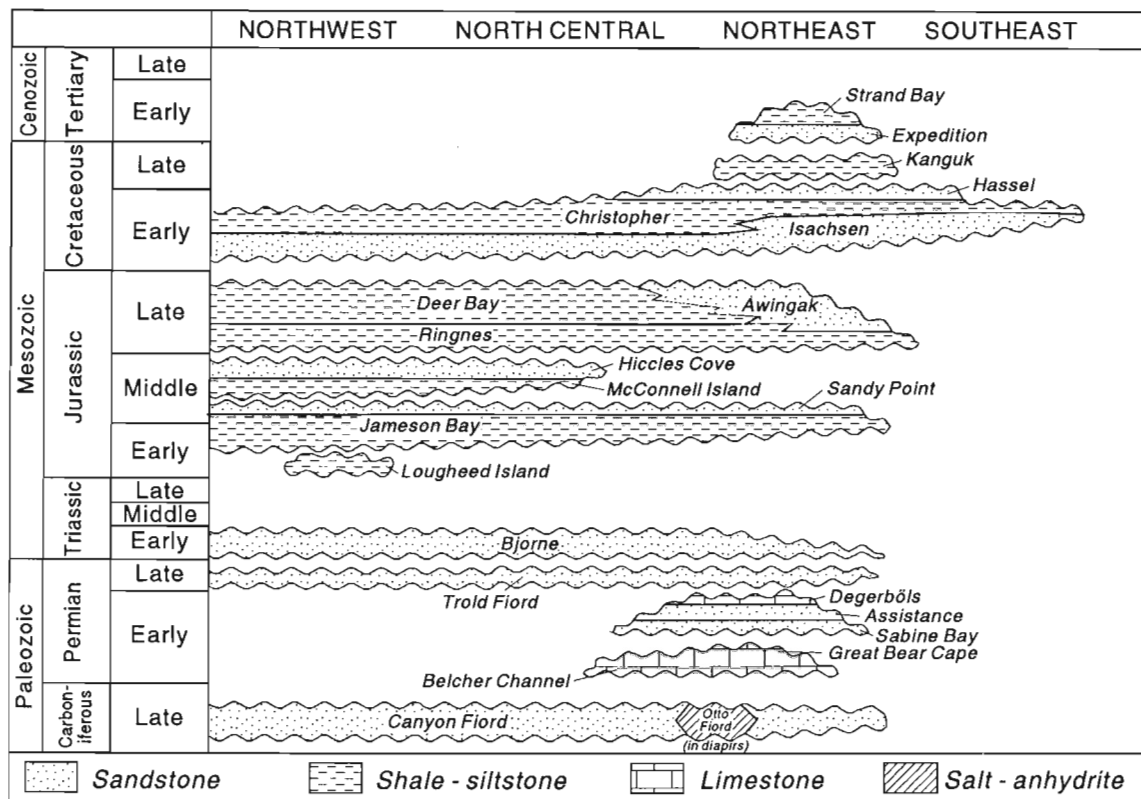 NORTHWEST NORTH CENTRAL NORTHEAST SOUTHEAST
Cenozoic
Tertiary
Late
Early
Strand Bay
Expedition
Mesozoic
Cretaceous
Late
Kanguk
Hassel
Early
Christopher
Isachsen
Jurassic
Late
Deer Bay
Awingak
Ringnes
Middle
Hiccles Cove
McConnell Island
Sandy Point
Jameson Bay
Early
Lougheed Island
Triassic
Late
Middle
Early
Bjorne
Paleozoic
Permian
Late
Trold Fiord
Early
Degerböls
Assistance
Sabine Bay
Great Bear Cape
Belcher Channel
Carbon-
iferous
Late
Canyon Fiord
Otto
Fiord
(in diapirs)
Sandstone Shale - siltstone Limestone Salt - anhydrite